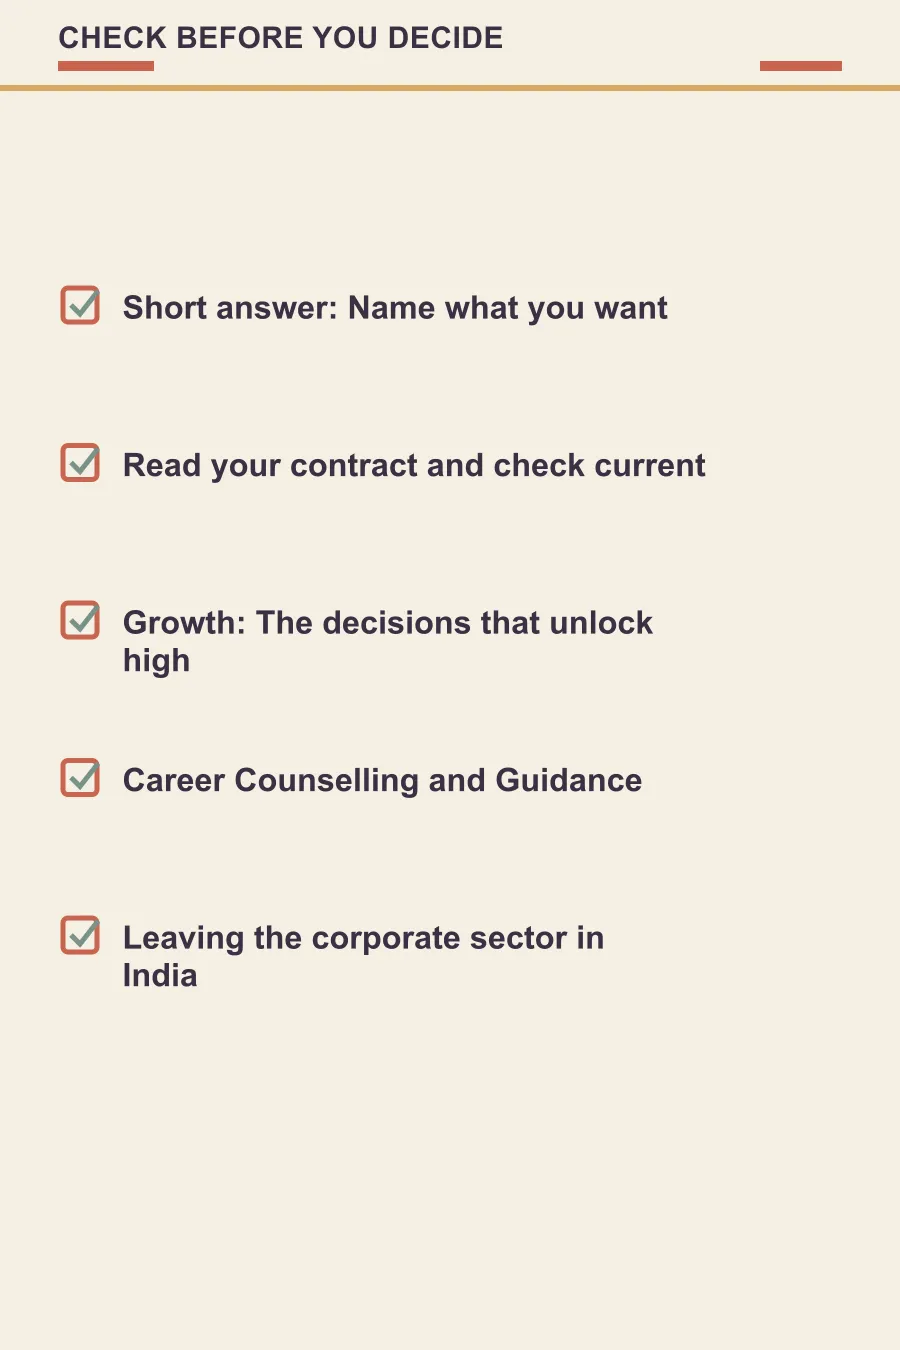 CHECK BEFORE YOU DECIDE
Short answer: Name what you want
Read your contract and check current
Growth: The decisions that unlock
high
Career Counselling and Guidance
Leaving the corporate sector in
India